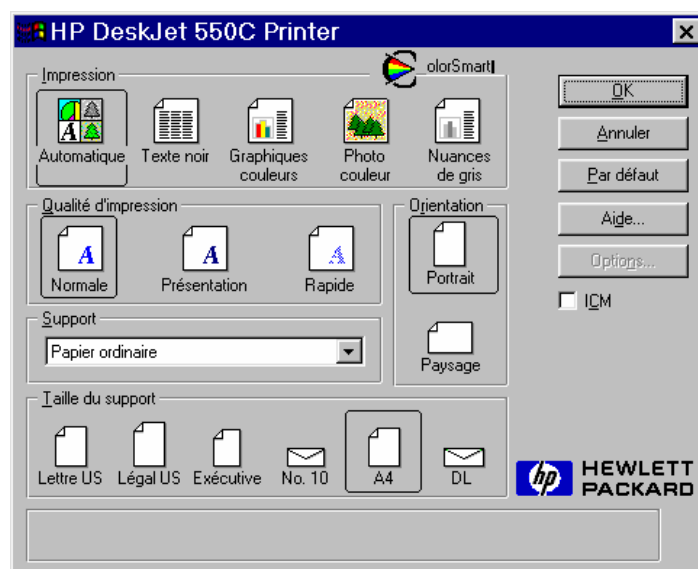 HP DeskJet 550C Printer
Impression
olorSmart
Automatique
Texte noir
Graphiques
couleurs
Photo
couleur
Nuances
de gris
OK
Annuler
Par défaut
Aide...
Options...
ICM
Qualité d'impression
Normale
Présentation
Rapide
Orientation
Portrait
Paysage
Support
Papier ordinaire
Taille du support
Lettre US
Légal US
Exécutive
No. 10
A4
DL
hp
HEWLETT
PACKARD